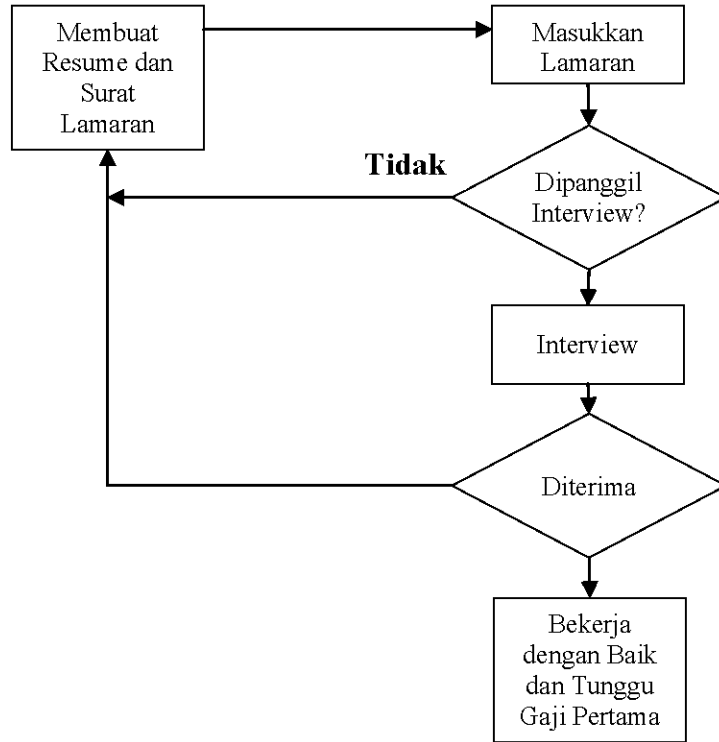 Membuat
Resume dan
Surat
Lamaran
Masukkan
Lamaran
Tidak
Dipanggil
Interview?
Interview
Diterima
Bekerja
dengan Baik
dan Tunggu
Gaji Pertama